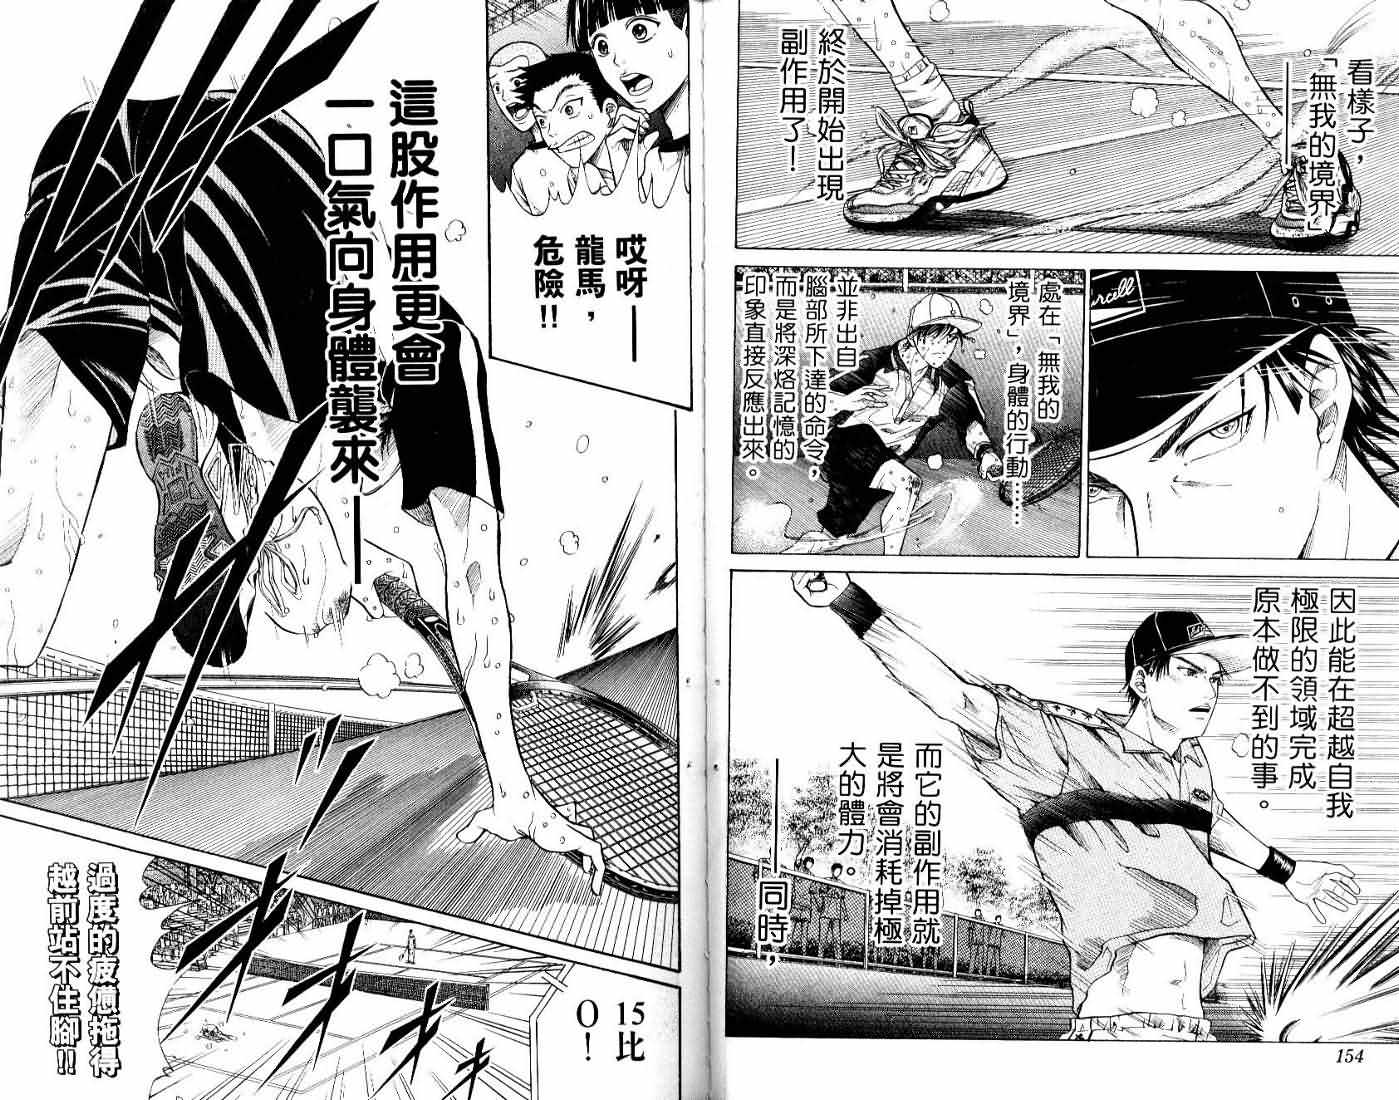 看樣子，
「無我的境界」
——
終於開始出現
副作用了！
處在「無我的
境界」，身體的行動……
並非出自
腦部所下達的命令，
而是將深烙記憶的
印象直接反應出來。
因此能在超越自我
極限的領域完成
原本做不到的事。
而它的副作用就
是將會消耗掉極
大的體力。
——同時，
154
哎呀——
龍馬，
危險!!
這股作用更會
一口氣向身體襲來——
15比
0！
過度的疲憊拖得
越前站不住腳!!